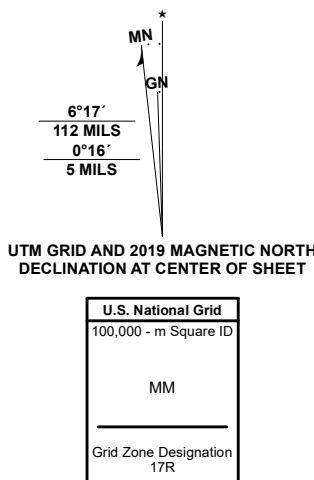 ★
MN
GN
6°17´
112 MILS
0°16´
5 MILS
UTM GRID AND 2019 MAGNETIC NORTH
DECLINATION AT CENTER OF SHEET
U.S. National Grid
100,000 - m Square ID
MM
Grid Zone Designation
17R